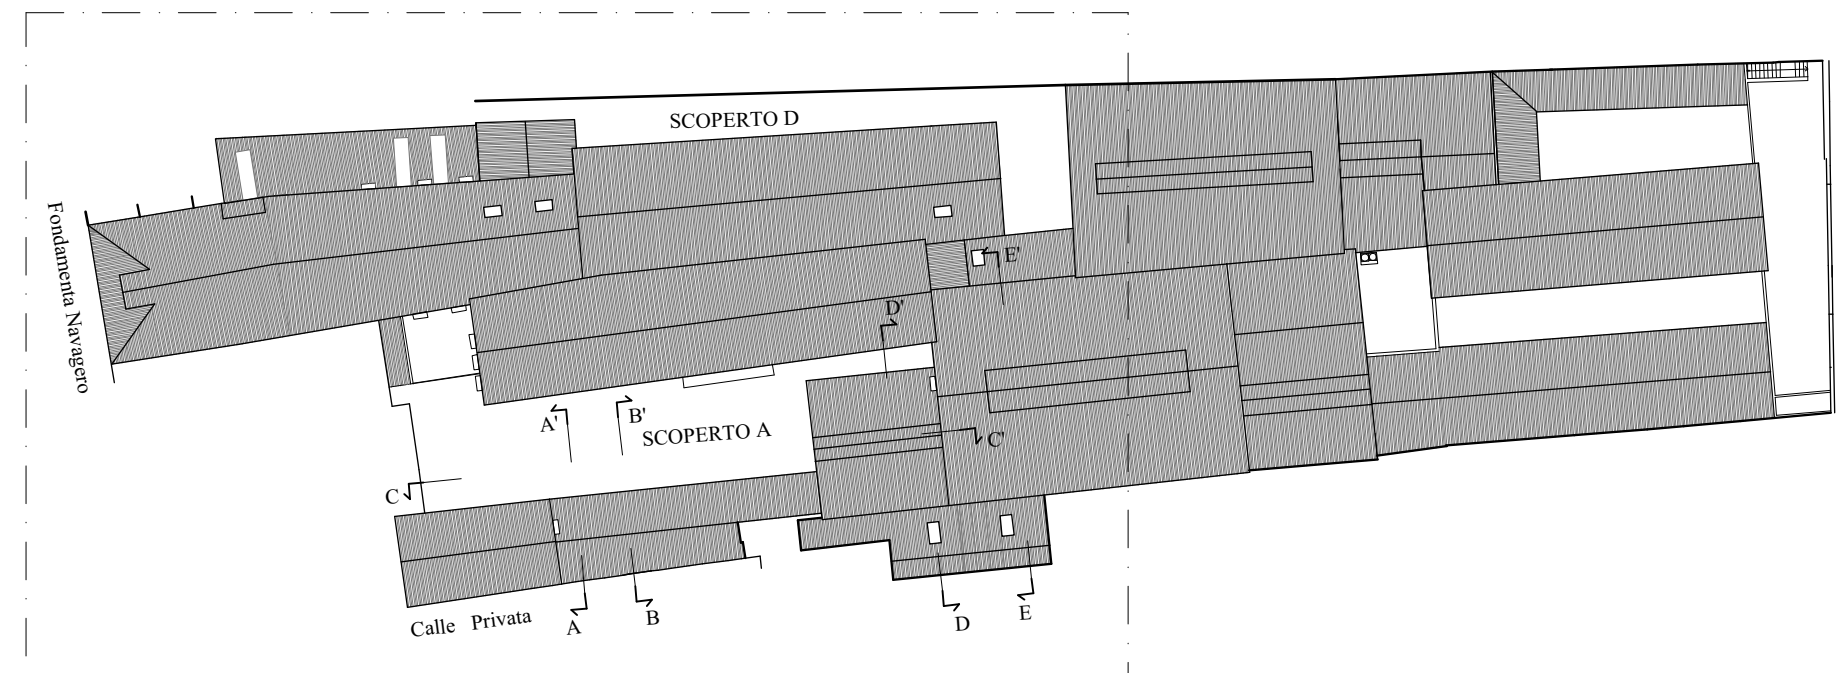 SCOPERTO D
Fondamenta Navagero
E'
D'
A'
B'
SCOPERTO A
C'
C
Calle Privata
A
B
D
E